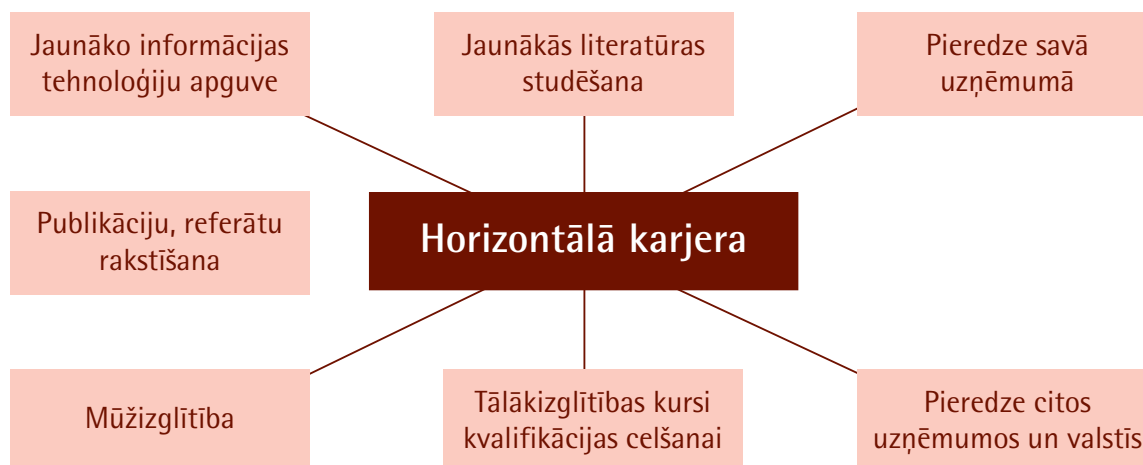 Jaunāko informācijas
tehnoloģiju apguve
Jaunākās literatūras
studēšana
Pieredze savā
uzņēmumā
Publikāciju, referātu
rakstīšana
Horizontālā karjera
Mūžizglītība
Tālākizglītības kursi
kvalifikācijas celšanai
Pieredze citos
uzņēmumos un valstīs